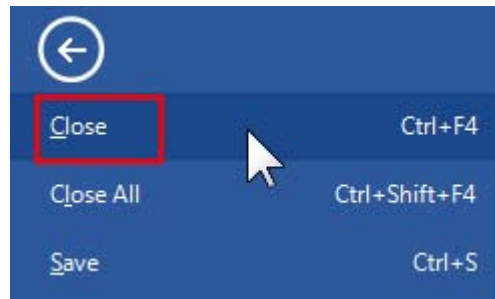 Close Ctrl+F4
Close All Ctrl+Shift+F4
Save Ctrl+S